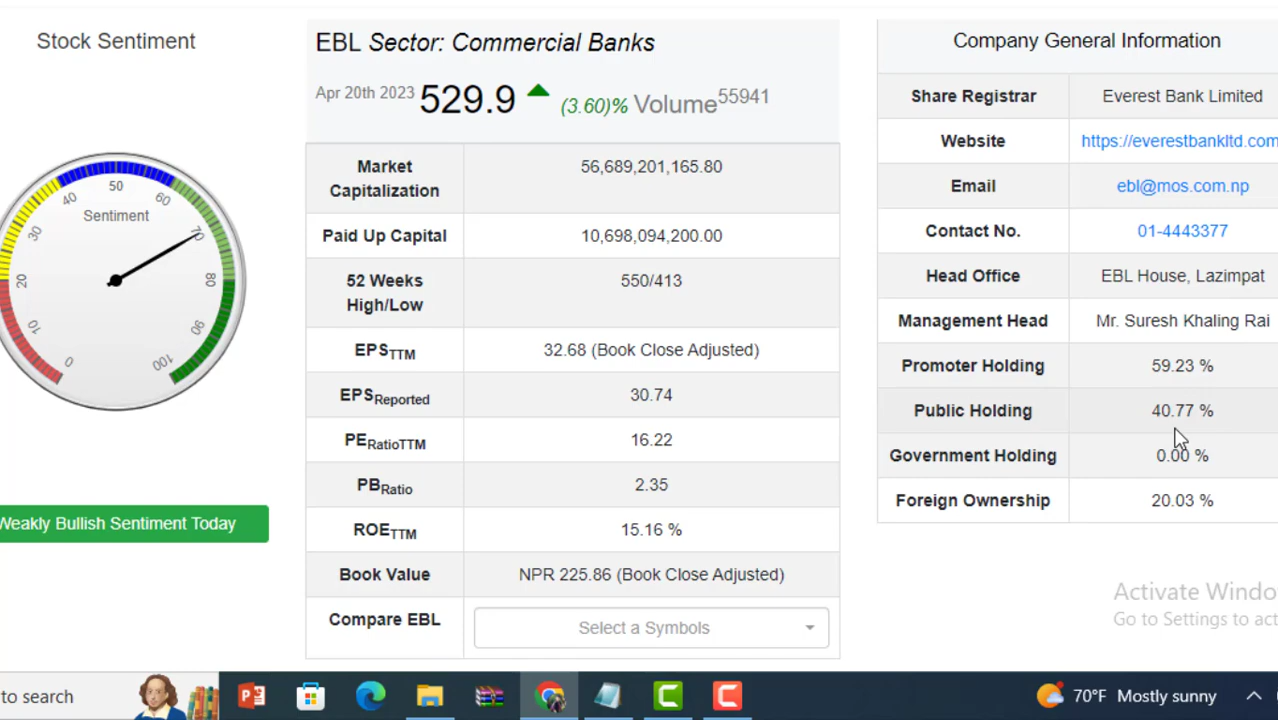 Stock Sentiment
0
10
20
30
40
50
60
70
80
90
100
Sentiment
Weakly Bullish Sentiment Today
EBL Sector: Commercial Banks
Apr 20th 2023 529.9 (3.60)% Volume 55941
Market Capitalization 56,689,201,165.80
Paid Up Capital 10,698,094,200.00
52 Weeks High/Low 550/413
EPSTTM 32.68 (Book Close Adjusted)
EPSReported 30.74
PERatioTTM 16.22
PBRatio 2.35
ROETTM 15.16 %
Book Value NPR 225.86 (Book Close Adjusted)
Compare EBL Select a Symbols
Company General Information
Share Registrar Everest Bank Limited
Website https://everestbankltd.com
Email ebl@mos.com.np
Contact No. 01-4443377
Head Office EBL House, Lazimpat
Management Head Mr. Suresh Khaling Rai
Promoter Holding 59.23 %
Public Holding 40.77 %
Government Holding 0.00 %
Foreign Ownership 20.03 %
Activate Windo
Go to Settings to act
to search
70°F Mostly sunny